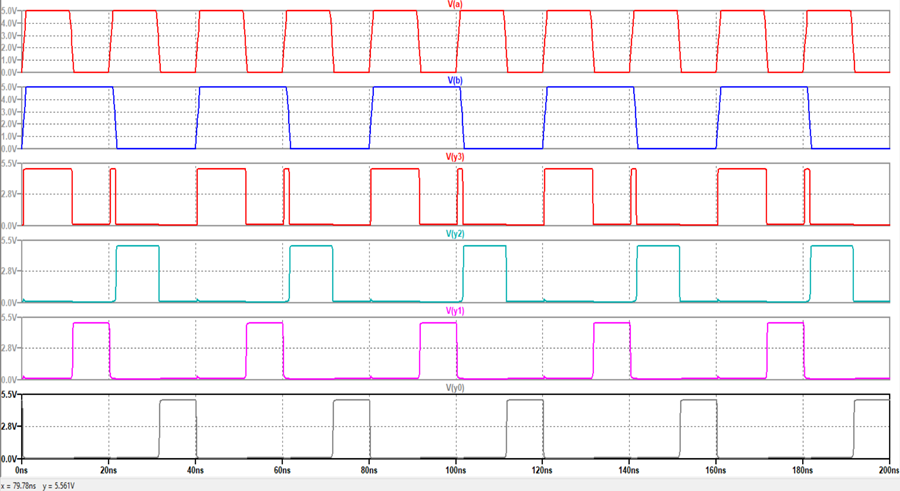 V(a)
5.0V
4.0V
3.0V
2.0V
1.0V
0.0V
V(b)
5.0V
4.0V
3.0V
2.0V
1.0V
0.0V
V(y3)
5.5V
2.8V
0.0V
V(y2)
5.5V
2.8V
0.0V
V(y1)
5.5V
2.8V
0.0V
V(y0)
5.5V
2.8V
0.0V
0ns 20ns 40ns 60ns 80ns 100ns 120ns 140ns 160ns 180ns 200ns
x = 79.78ns y = 5.561V